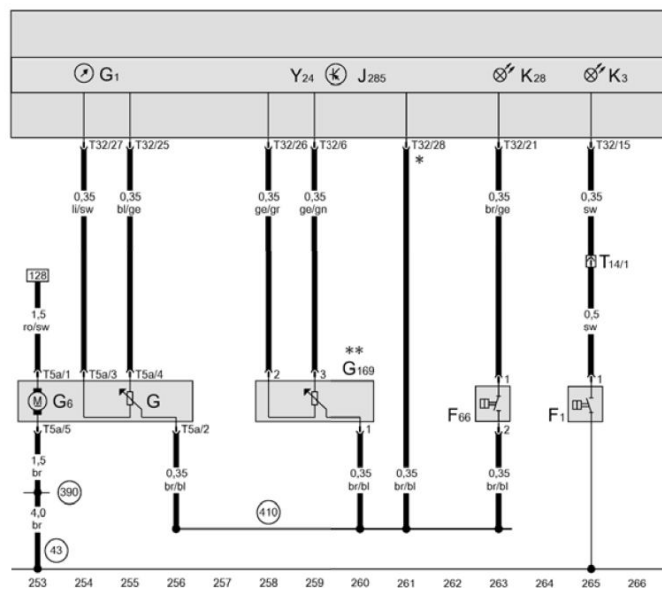 G1 Y24 J285 K28 K3
T32/27 T32/25 T32/26 T32/6 T32/28 T32/21 T32/15
*
0,35 0,35 0,35 0,35 0,35 0,35
li/sw bl/ge ge/gr ge/gn br/ge sw
T14/1
128
1,5 0,5
ro/sw sw
**
G169
T5a/1 T5a/3 T5a/4 2 3 1 1
M G6 G F66 F1
T5a/5 T5a/2 1 2
1,5 0,35 0,35 0,35 0,35
br br/bl br/bl br/bl br/bl
390
4,0 410
br
43
253 254 255 256 257 258 259 260 261 262 263 264 265 266